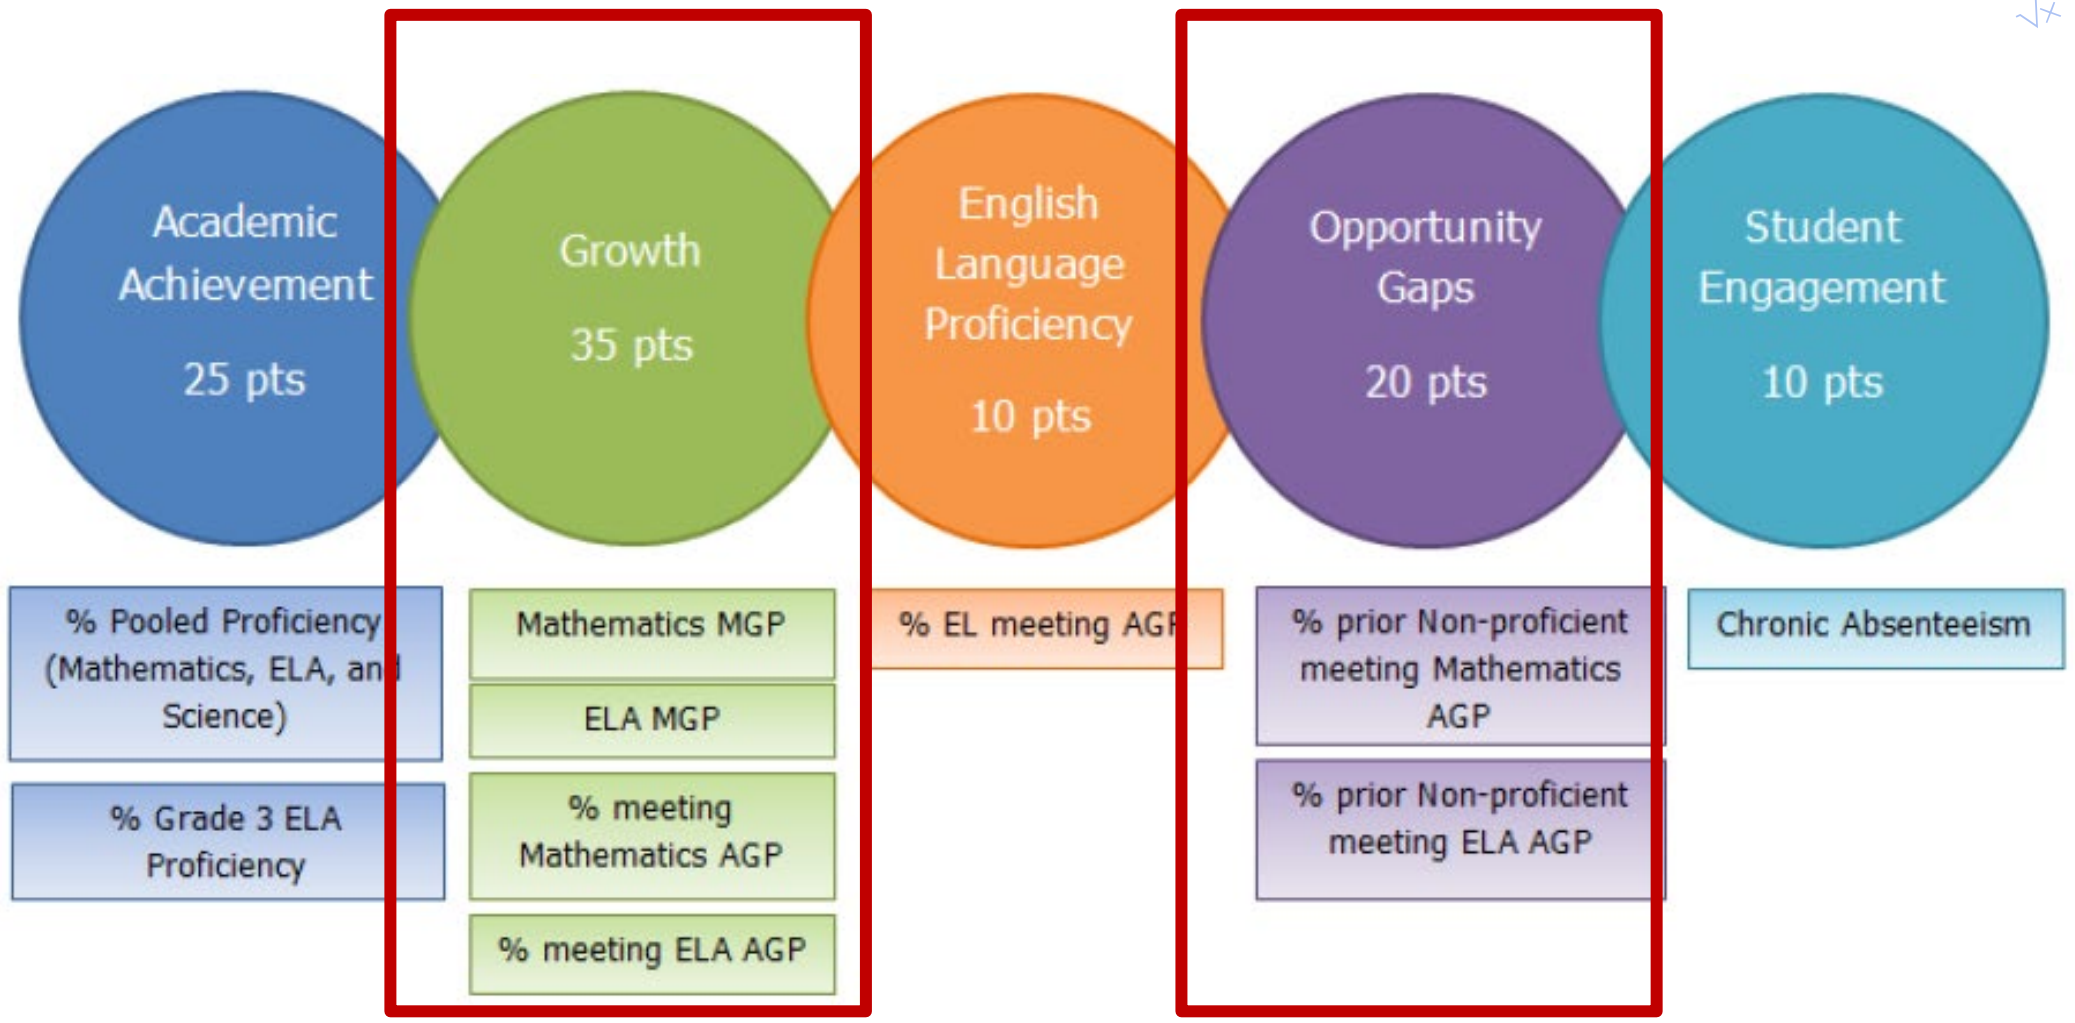 Academic
Achievement
25 pts
Growth
35 pts
English
Language
Proficiency
10 pts
Opportunity
Gaps
20 pts
Student
Engagement
10 pts
% Pooled Proficiency
(Mathematics, ELA, and
Science)
% Grade 3 ELA
Proficiency
Mathematics MGP
ELA MGP
% meeting
Mathematics AGP
% meeting ELA AGP
% EL meeting AGP
% prior Non-proficient
meeting Mathematics
AGP
% prior Non-proficient
meeting ELA AGP
Chronic Absenteeism
√x